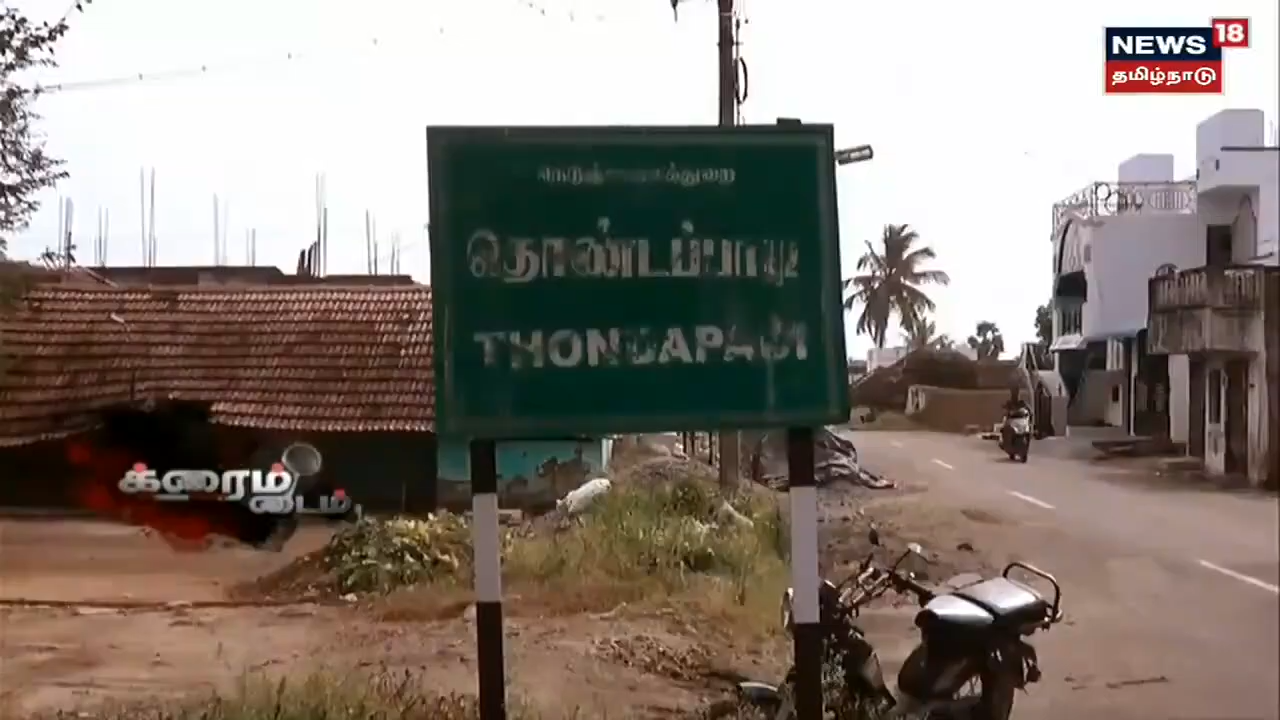 NEWS 18
தமிழ்நாடு
நெடுஞ்சாலைத்துறை
தொண்டப்பாடி
THONDAPADI
க்ரைம்
டைம்